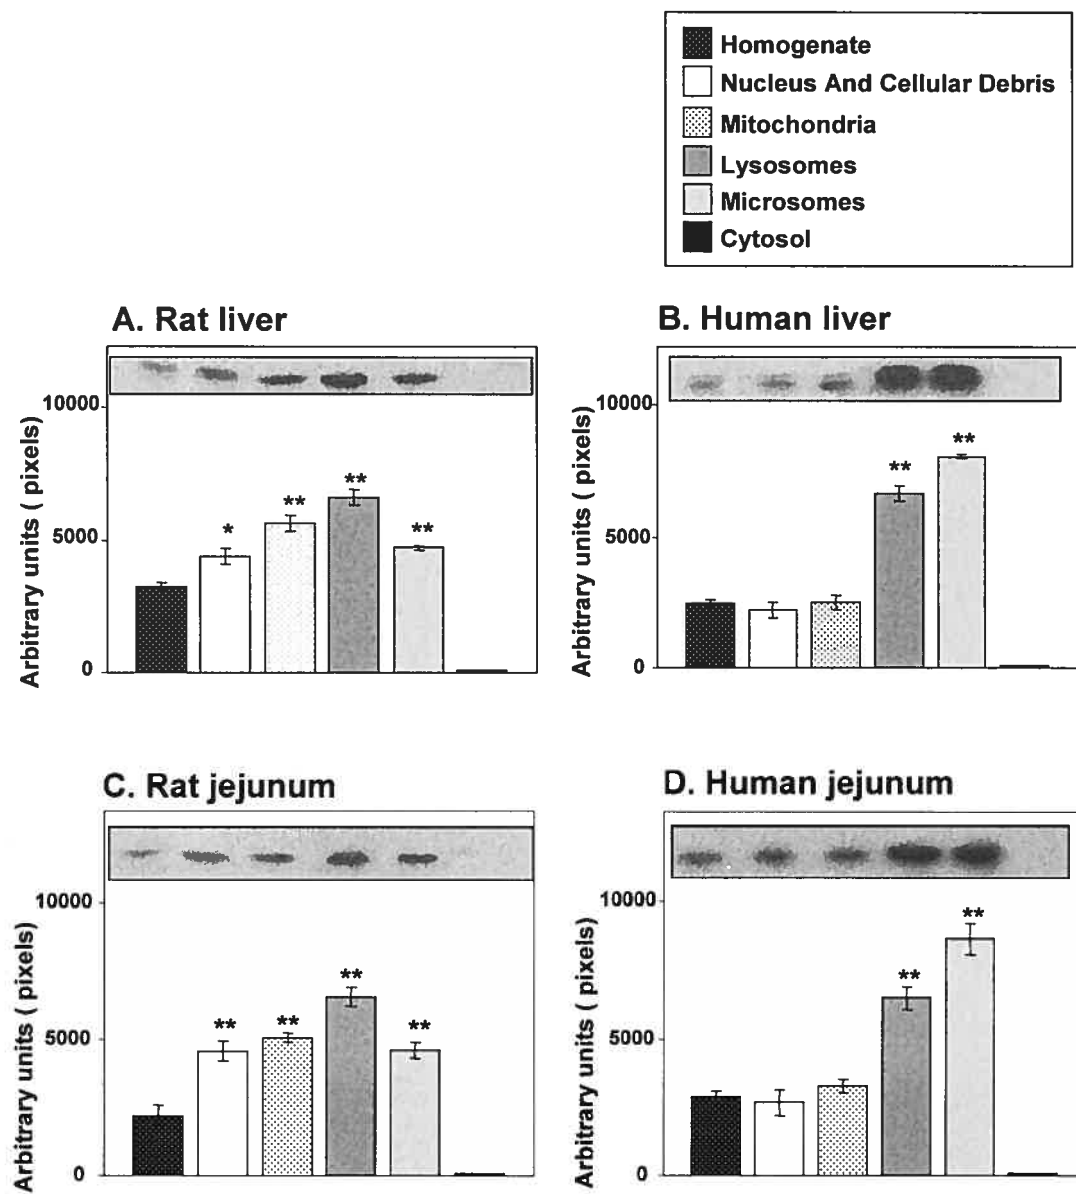 Homogenate
Nucleus And Cellular Debris
Mitochondria
Lysosomes
Microsomes
Cytosol
A. Rat liver
10000
5000
0
Arbitrary units ( pixels)
*
**
**
**
B. Human liver
10000
5000
0
Arbitrary units ( pixels)
**
**
C. Rat jejunum
10000
5000
0
Arbitrary units ( pixels)
**
**
**
**
D. Human jejunum
10000
5000
0
Arbitrary units ( pixels)
**
**